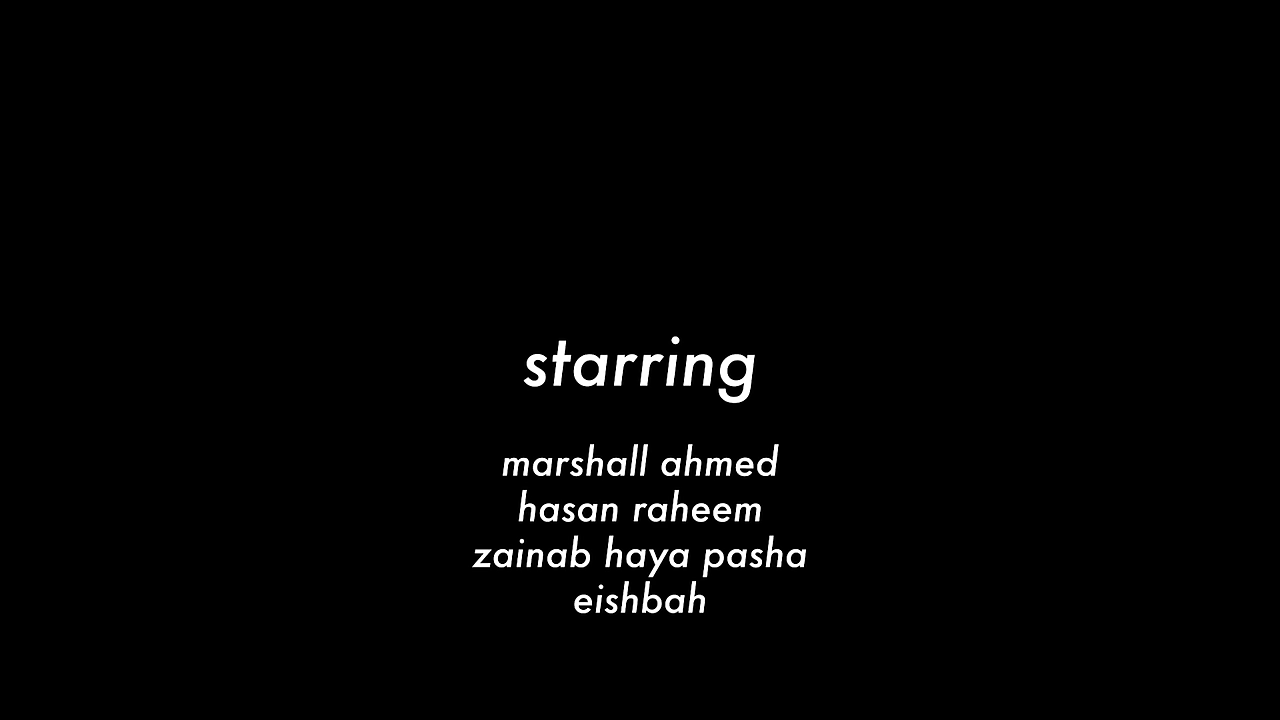 starring
marshall ahmed
hasan raheem
zainab haya pasha
eishbah